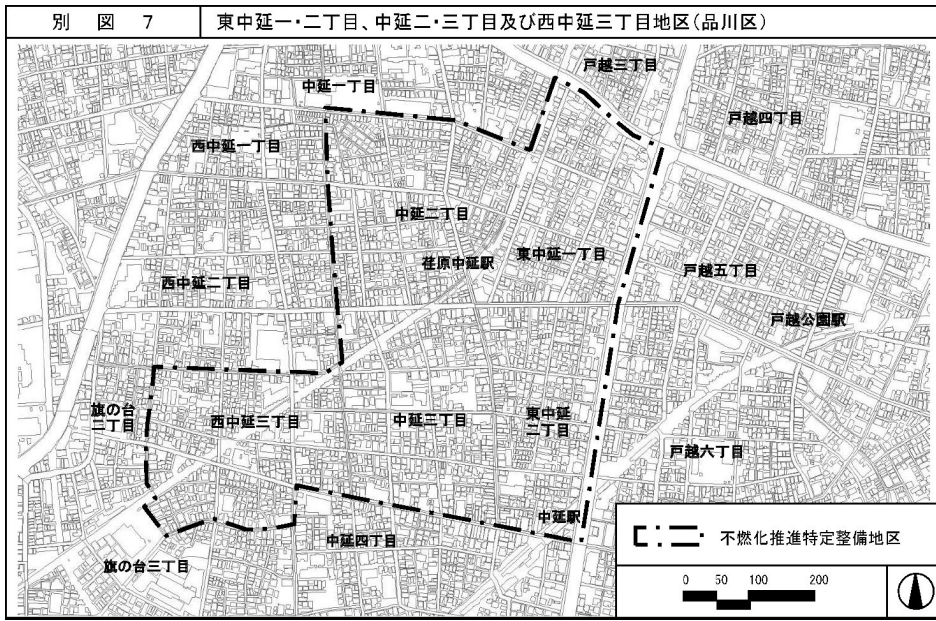 別 図 7
東中延一・二丁目、中延二・三丁目及び西中延三丁目地区(品川区)
戸越三丁目
中延一丁目
戸越四丁目
西中延一丁目
中延二丁目
東中延一丁目
荏原中延駅
戸越五丁目
西中延二丁目
戸越公園駅
旗の台
二丁目
西中延三丁目
中延三丁目
東中延
二丁目
戸越六丁目
中延駅
中延四丁目
旗の台三丁目
不燃化推進特定整備地区
0 50 100 200